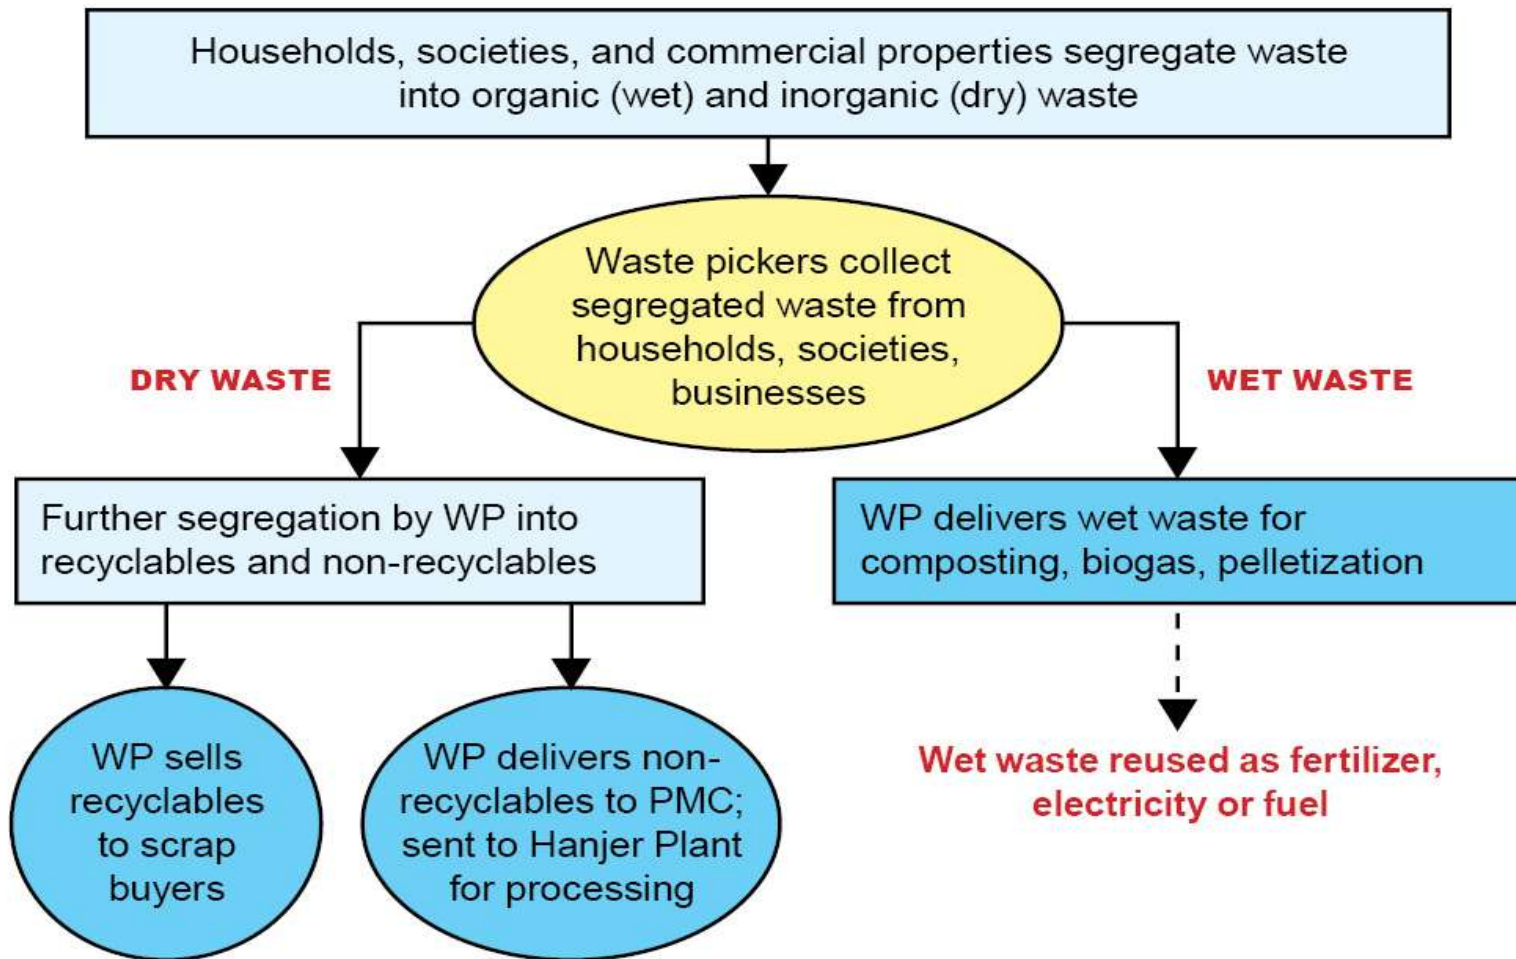 Households, societies, and commercial properties segregate waste
into organic (wet) and inorganic (dry) waste
Waste pickers collect
segregated waste from
households, societies,
businesses
DRY WASTE
WET WASTE
Further segregation by WP into
recyclables and non-recyclables
WP delivers wet waste for
composting, biogas, pelletization
WP sells
recyclables
to scrap
buyers
WP delivers non-
recyclables to PMC;
sent to Hanjer Plant
for processing
Wet waste reused as fertilizer,
electricity or fuel